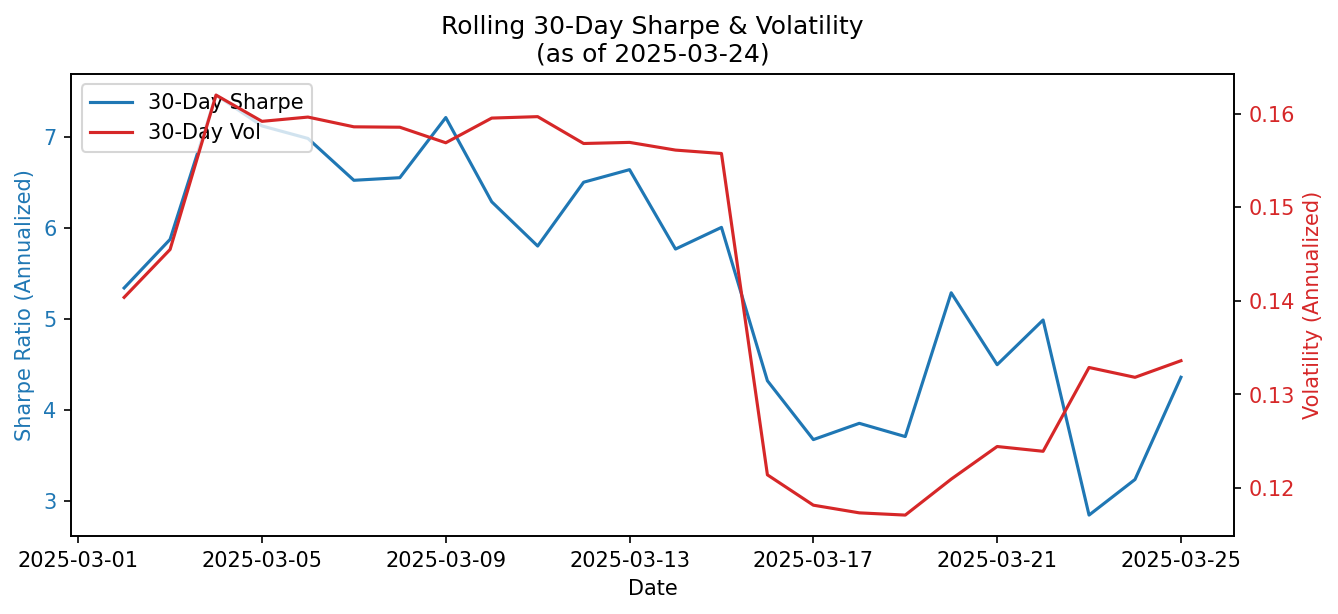 Rolling 30-Day Sharpe & Volatility
(as of 2025-03-24)
30-Day Sharpe
30-Day Vol
Sharpe Ratio (Annualized)
7
6
5
4
3
Volatility (Annualized)
0.16
0.15
0.14
0.13
0.12
2025-03-01 2025-03-05 2025-03-09 2025-03-13 2025-03-17 2025-03-21 2025-03-25
Date